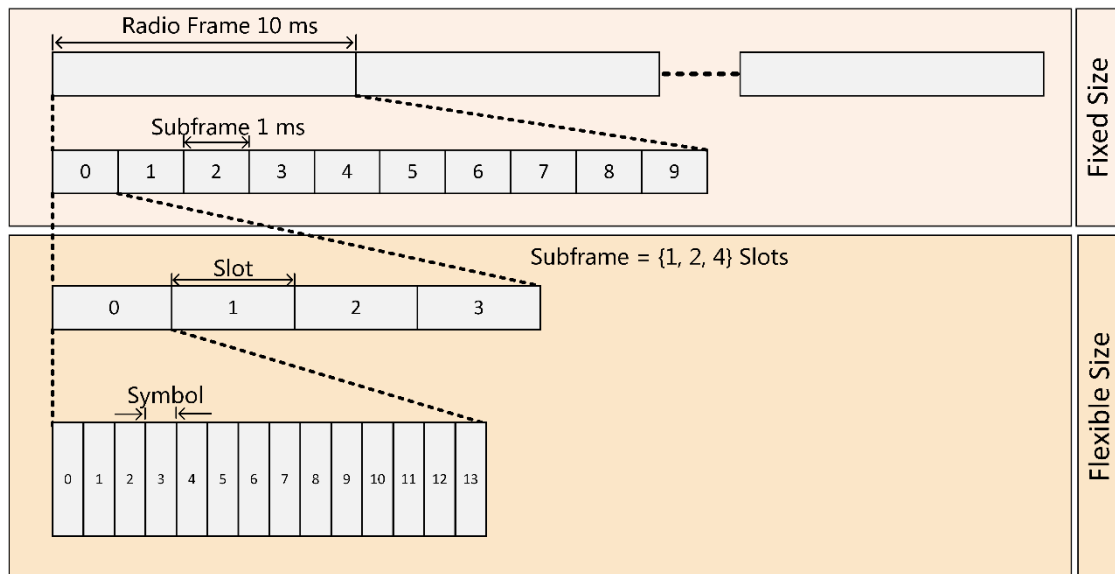 Radio Frame 10 ms
Subframe 1 ms
0 1 2 3 4 5 6 7 8 9
Fixed Size
Subframe = {1, 2, 4} Slots
Slot
0 1 2 3
Symbol
0 1 2 3 4 5 6 7 8 9 10 11 12 13
Flexible Size